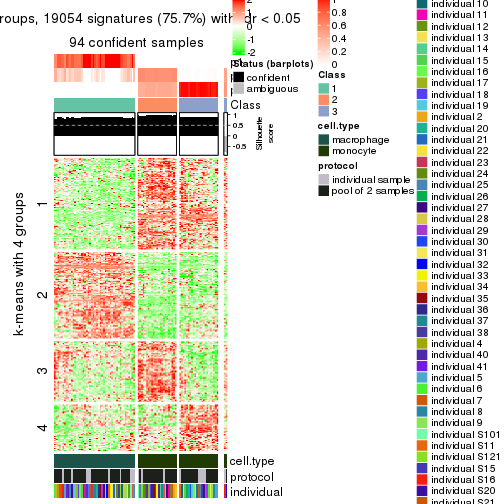 roups, 19054 signatures (75.7%) with fdr < 0.05
94 confident samples
2
1
0
-1
-2
0.8
0.6
0.4
0.2
0
Status (barplots)
confident
ambiguous
Class
1
2
3
cell.type
macrophage
monocyte
protocol
individual sample
pool of 2 samples
Class
1
0.5
0
-0.5
Silhouette
score
k-means with 4 groups
1
2
3
4
cell.type
protocol
individual
individual 10
individual 11
individual 12
individual 13
individual 14
individual 15
individual 16
individual 17
individual 18
individual 19
individual 2
individual 20
individual 21
individual 22
individual 23
individual 24
individual 25
individual 26
individual 27
individual 28
individual 29
individual 30
individual 31
individual 32
individual 33
individual 34
individual 35
individual 36
individual 37
individual 38
individual 4
individual 40
individual 41
individual 5
individual 6
individual 7
individual 8
individual 9
individual S101
individual S11
individual S121
individual S15
individual S16
individual S20
individual S21